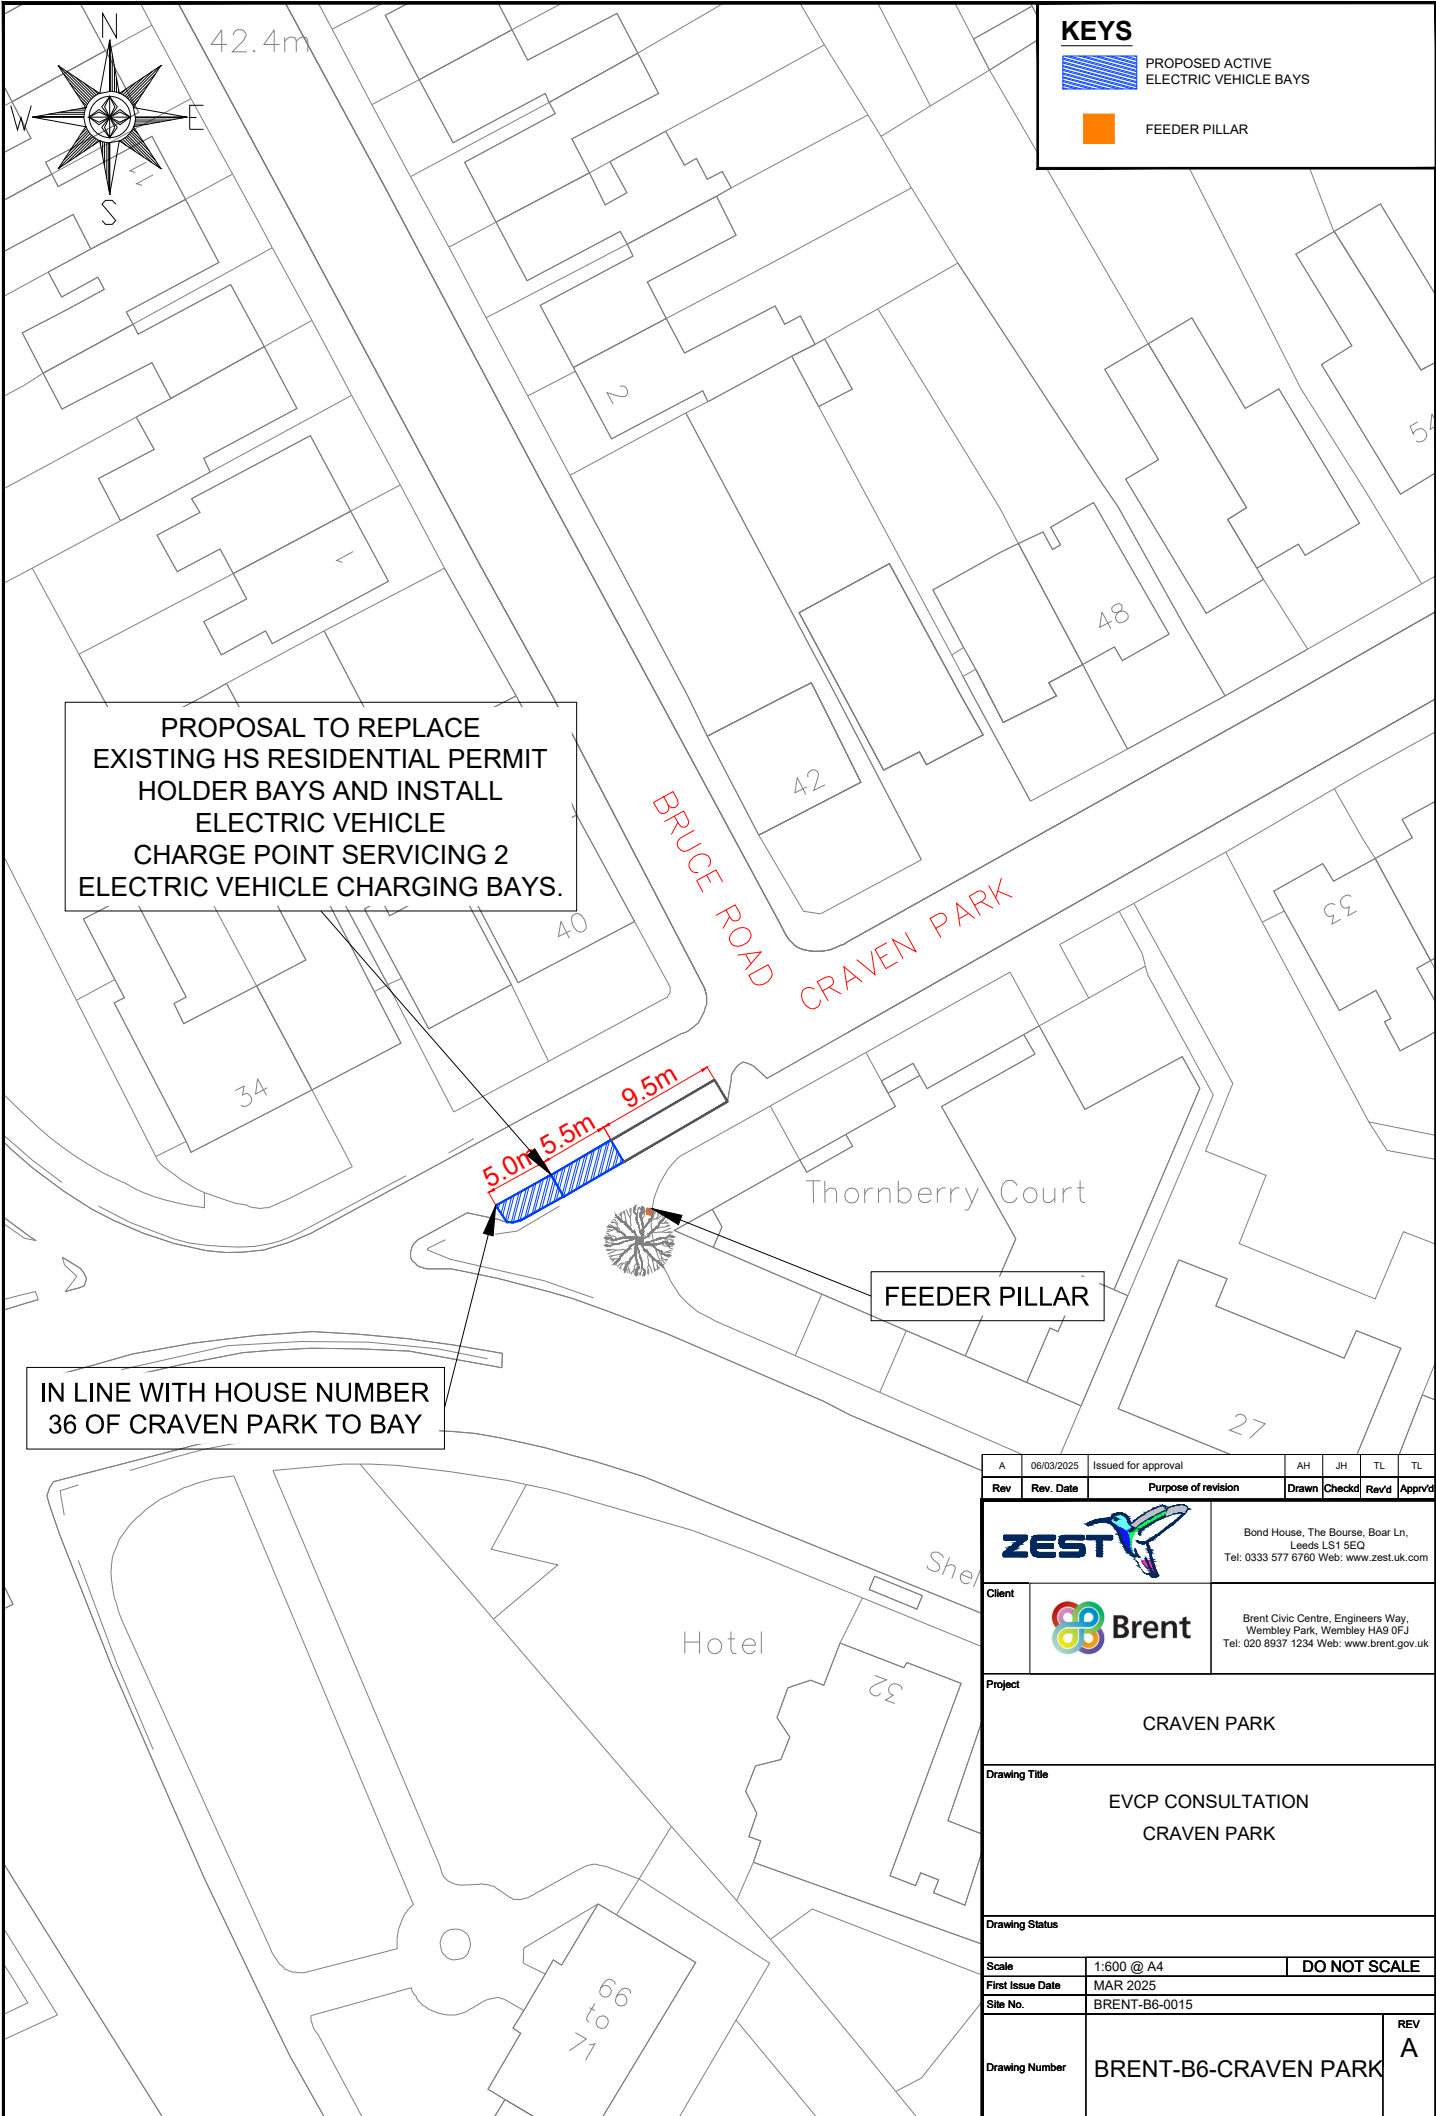 N
42.4m
W
E
S
KEYS
PROPOSED ACTIVE
ELECTRIC VEHICLE BAYS
FEEDER PILLAR
11
2
54
1
48
PROPOSAL TO REPLACE
EXISTING HS RESIDENTIAL PERMIT
HOLDER BAYS AND INSTALL
ELECTRIC VEHICLE
CHARGE POINT SERVICING 2
ELECTRIC VEHICLE CHARGING BAYS.
42
BRUCE ROAD
CRAVEN PARK
33
40
34
9.5m
5.5m
5.0m
Thornberry Court
FEEDER PILLAR
IN LINE WITH HOUSE NUMBER
36 OF CRAVEN PARK TO BAY
27
Shel
Hotel
32
66
to
71
A 06/03/2025 Issued for approval AH JH TL TL
Rev Rev. Date Purpose of revision Drawn Checkd Rev'd Apprv'd
ZEST
Bond House, The Bourse, Boar Ln,
Leeds LS1 5EQ
Tel: 0333 577 6760 Web: www.zest.uk.com
Client
Brent
Brent Civic Centre, Engineers Way,
Wembley Park, Wembley HA9 0FJ
Tel: 020 8937 1234 Web: www.brent.gov.uk
Project
CRAVEN PARK
Drawing Title
EVCP CONSULTATION
CRAVEN PARK
Drawing Status
Scale 1:600 @ A4 DO NOT SCALE
First Issue Date MAR 2025
Site No. BRENT-B6-0015
Drawing Number BRENT-B6-CRAVEN PARK
REV
A